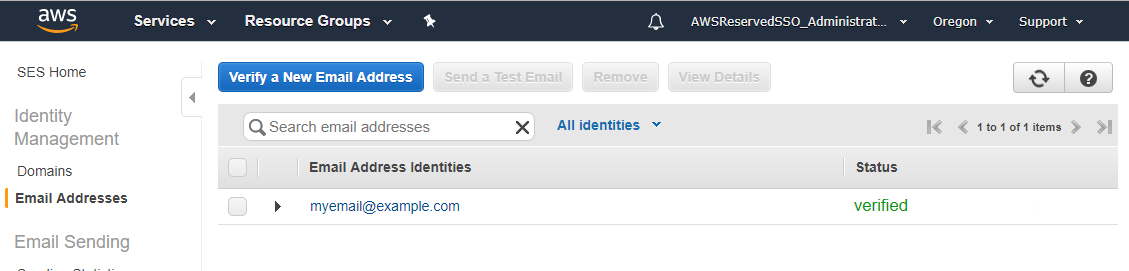 aws Services Resource Groups AWSReservedSSO_Administrat... Oregon Support
SES Home
Identity
Management
Domains
Email Addresses
Email Sending
Verify a New Email Address Send a Test Email Remove View Details
Search email addresses All identities 1 to 1 of 1 items
Email Address Identities Status
myemail@example.com verified